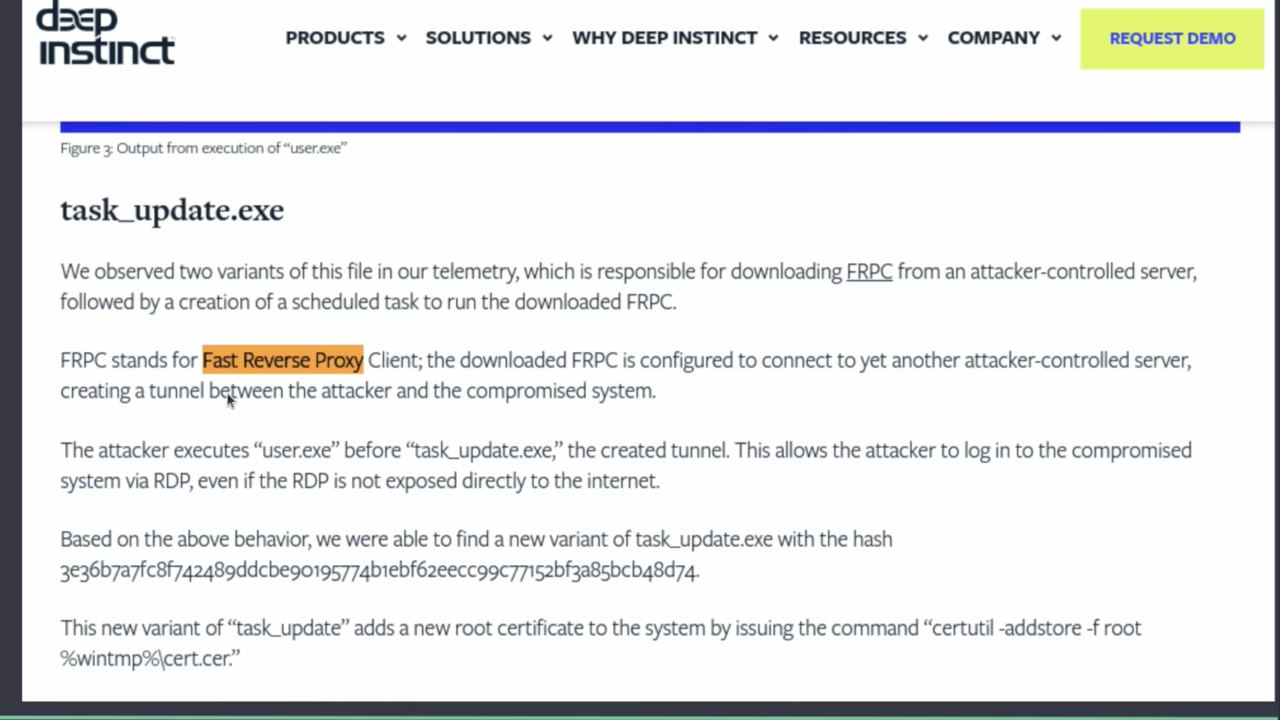 deep
instinct
PRODUCTS SOLUTIONS WHY DEEP INSTINCT RESOURCES COMPANY REQUEST DEMO
Figure 3: Output from execution of “user.exe”
task_update.exe
We observed two variants of this file in our telemetry, which is responsible for downloading FRPC from an attacker-controlled server,
followed by a creation of a scheduled task to run the downloaded FRPC.
FRPC stands for Fast Reverse Proxy Client; the downloaded FRPC is configured to connect to yet another attacker-controlled server,
creating a tunnel between the attacker and the compromised system.
The attacker executes “user.exe” before “task_update.exe,” the created tunnel. This allows the attacker to log in to the compromised
system via RDP, even if the RDP is not exposed directly to the internet.
Based on the above behavior, we were able to find a new variant of task_update.exe with the hash
3e36b7a7fc8f742489ddcbe90195774b1ebf62eecc99c77152bf3a85bcb48d74.
This new variant of “task_update” adds a new root certificate to the system by issuing the command “certutil -addstore -f root
%wintmp%\cert.cer.”